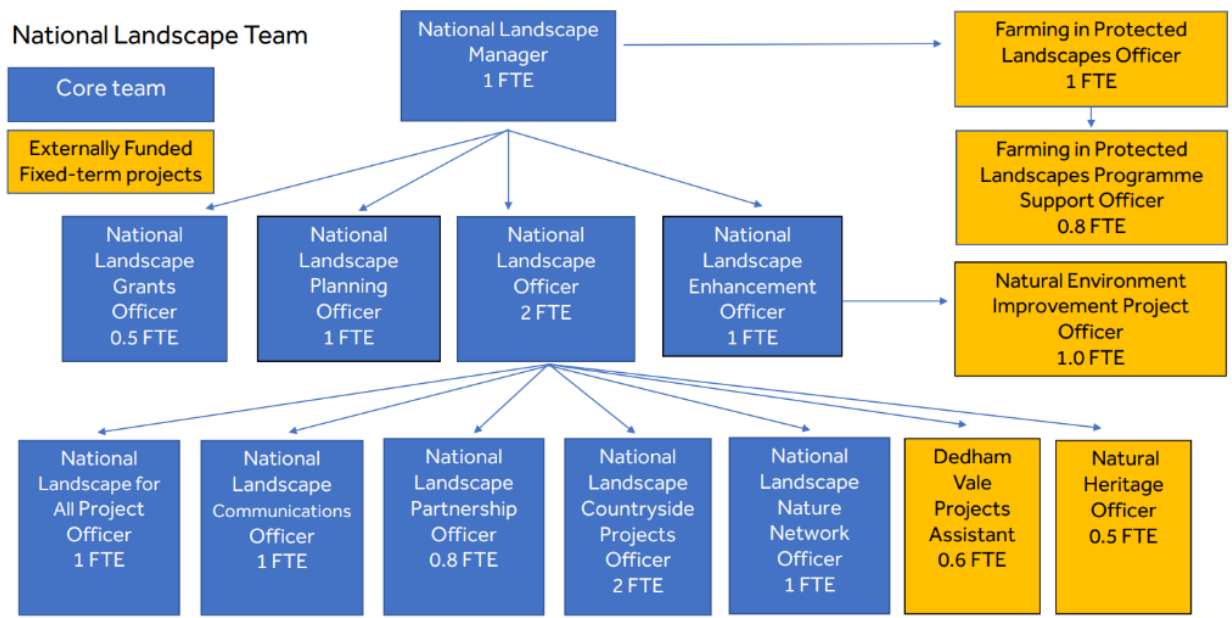 National Landscape Team
Core team
Externally Funded
Fixed-term projects
National Landscape
Manager
1 FTE
Farming in Protected
Landscapes Officer
1 FTE
Farming in Protected
Landscapes Programme
Support Officer
0.8 FTE
National
Landscape
Grants
Officer
0.5 FTE
National
Landscape
Planning
Officer
1 FTE
National
Landscape
Officer
2 FTE
National
Landscape
Enhancement
Officer
1 FTE
Natural Environment
Improvement Project
Officer
1.0 FTE
National
Landscape for
All Project
Officer
1 FTE
National
Landscape
Communications
Officer
1 FTE
National
Landscape
Partnership
Officer
0.8 FTE
National
Landscape
Countryside
Projects
Officer
2 FTE
National
Landscape
Nature
Network
Officer
1 FTE
Dedham
Vale
Projects
Assistant
0.6 FTE
Natural
Heritage
Officer
0.5 FTE